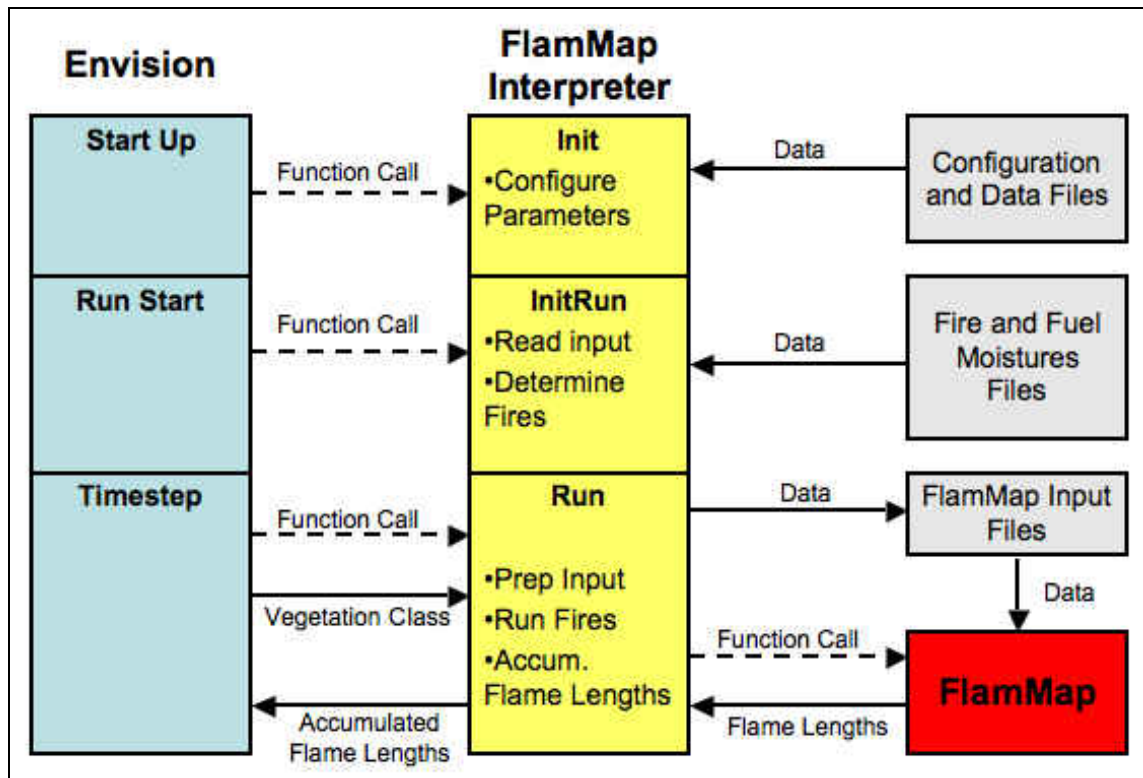 Envision
FlamMap
Interpreter
Start Up
Function Call
Init
•Configure
Parameters
Data
Configuration
and Data Files
Run Start
Function Call
InitRun
•Read input
•Determine
Fires
Data
Fire and Fuel
Moistures
Files
Timestep
Function Call
Vegetation Class
Accumulated
Flame Lengths
Run
•Prep Input
•Run Fires
•Accum.
Flame Lengths
Data
FlamMap Input
Files
Data
Function Call
FlamMap
Flame Lengths